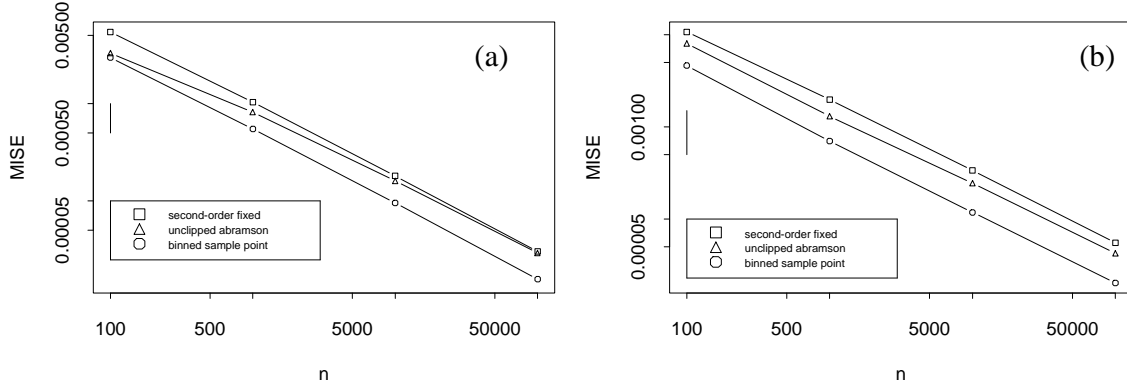 (a)
MISE
0.00500
0.00050
0.00005
second-order fixed
unclipped abramson
binned sample point
100 500 5000 50000
n
(b)
MISE
0.00100
0.00005
second-order fixed
unclipped abramson
binned sample point
100 500 5000 50000
n